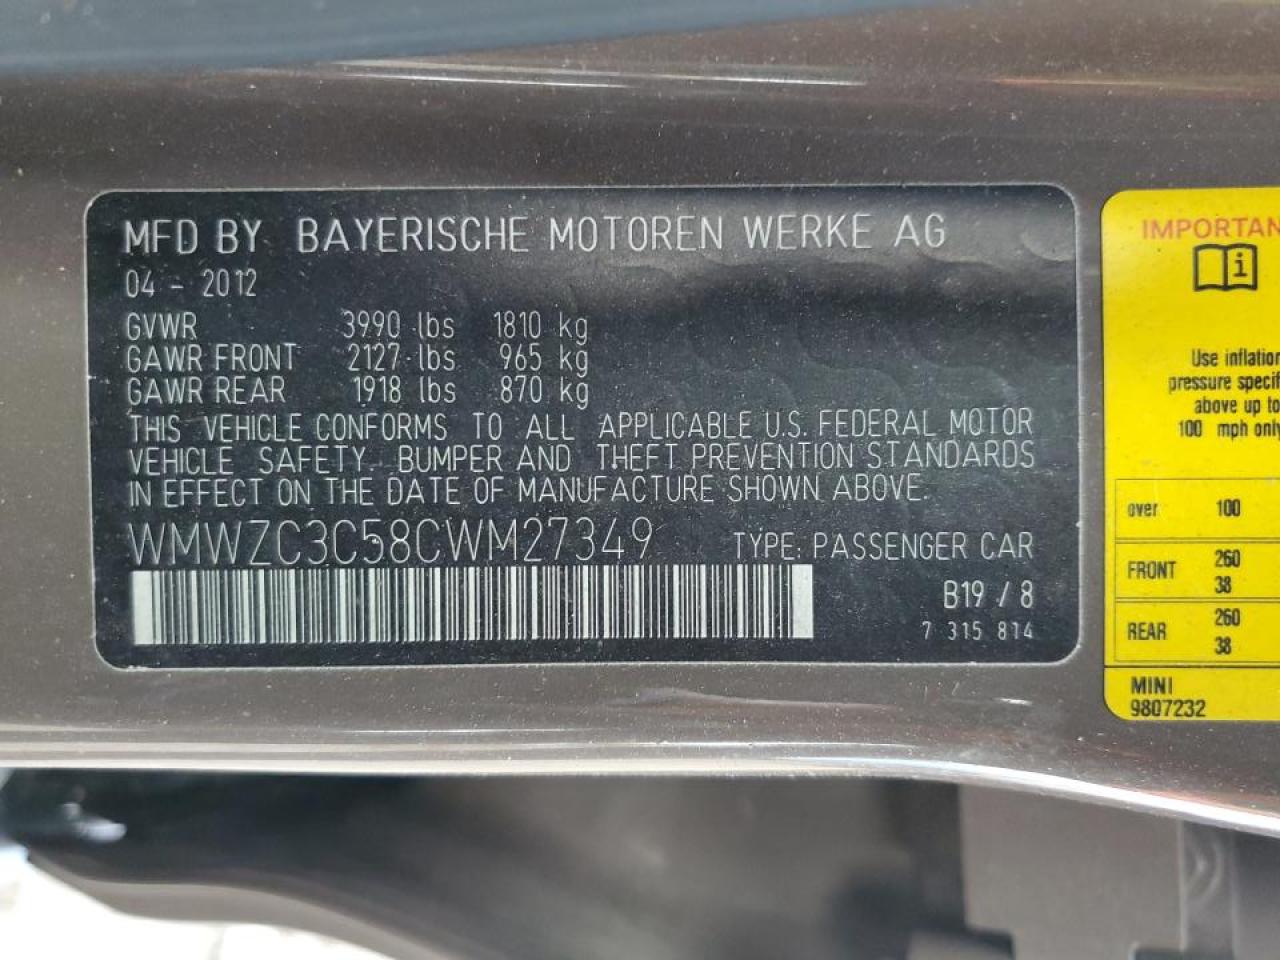 MFD BY BAYERISCHE MOTOREN WERKE AG
04 - 2012
GVWR 3990 lbs 1810 kg
GAWR FRONT 2127 lbs 965 kg
GAWR REAR 1918 lbs 870 kg
THIS VEHICLE CONFORMS TO ALL APPLICABLE U.S. FEDERAL MOTOR
VEHICLE SAFETY, BUMPER AND THEFT PREVENTION STANDARDS
IN EFFECT ON THE DATE OF MANUFACTURE SHOWN ABOVE.
WMWZC3C58CWM27349 TYPE: PASSENGER CAR
B19 / 8
7 315 814
IMPORTAN
i
Use inflation
pressure specif
above up to
100 mph only
over 100
FRONT 260
38
REAR 260
38
MINI
9807232